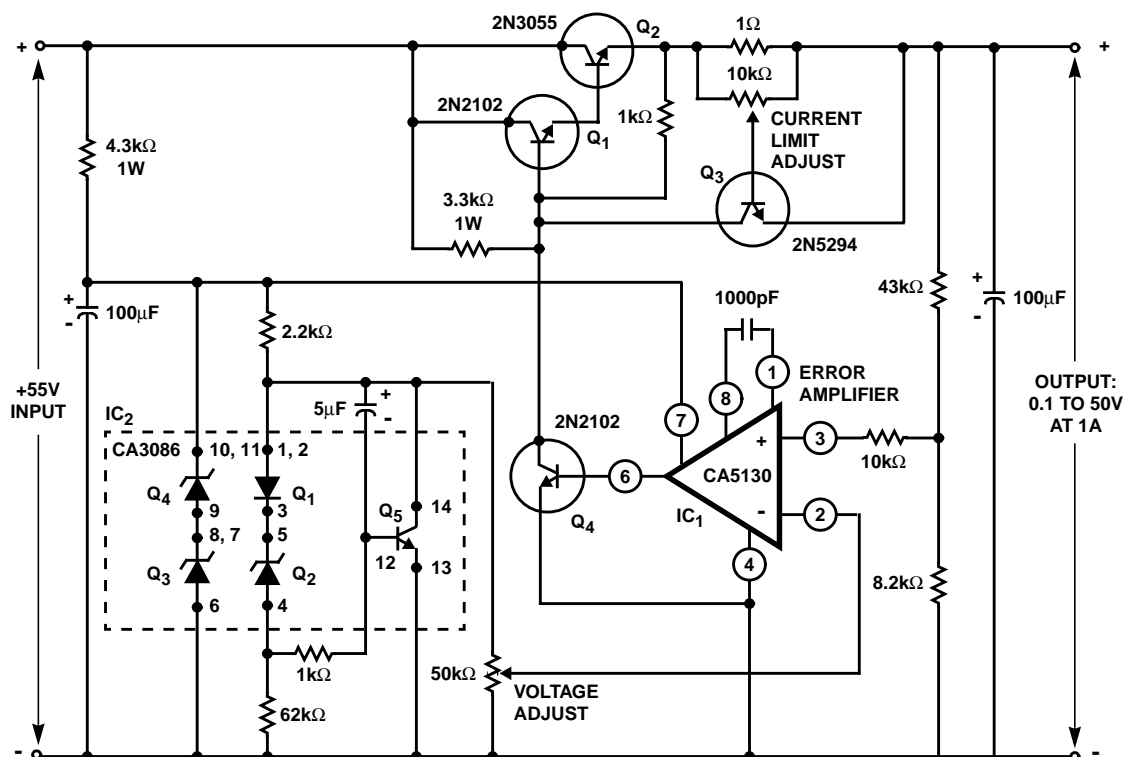 2N3055
Q2
1Ω
+
+
10kΩ
2N2102
Q1
1kΩ
CURRENT
LIMIT
ADJUST
4.3kΩ
1W
Q3
3.3kΩ
1W
2N5294
+
-
100μF
2.2kΩ
1000pF
43kΩ
+
-
100μF
+55V
INPUT
5μF
+
-
1
ERROR
AMPLIFIER
OUTPUT:
0.1 TO 50V
AT 1A
IC2
8
7
2N2102
CA3086
10, 11
1, 2
+
3
10kΩ
Q4
Q1
14
6
CA5130
9
3
Q5
8, 7
5
Q4
IC1
-
2
12
13
Q3
Q2
4
8.2kΩ
6
4
1kΩ
50kΩ
VOLTAGE
ADJUST
62kΩ
-
-